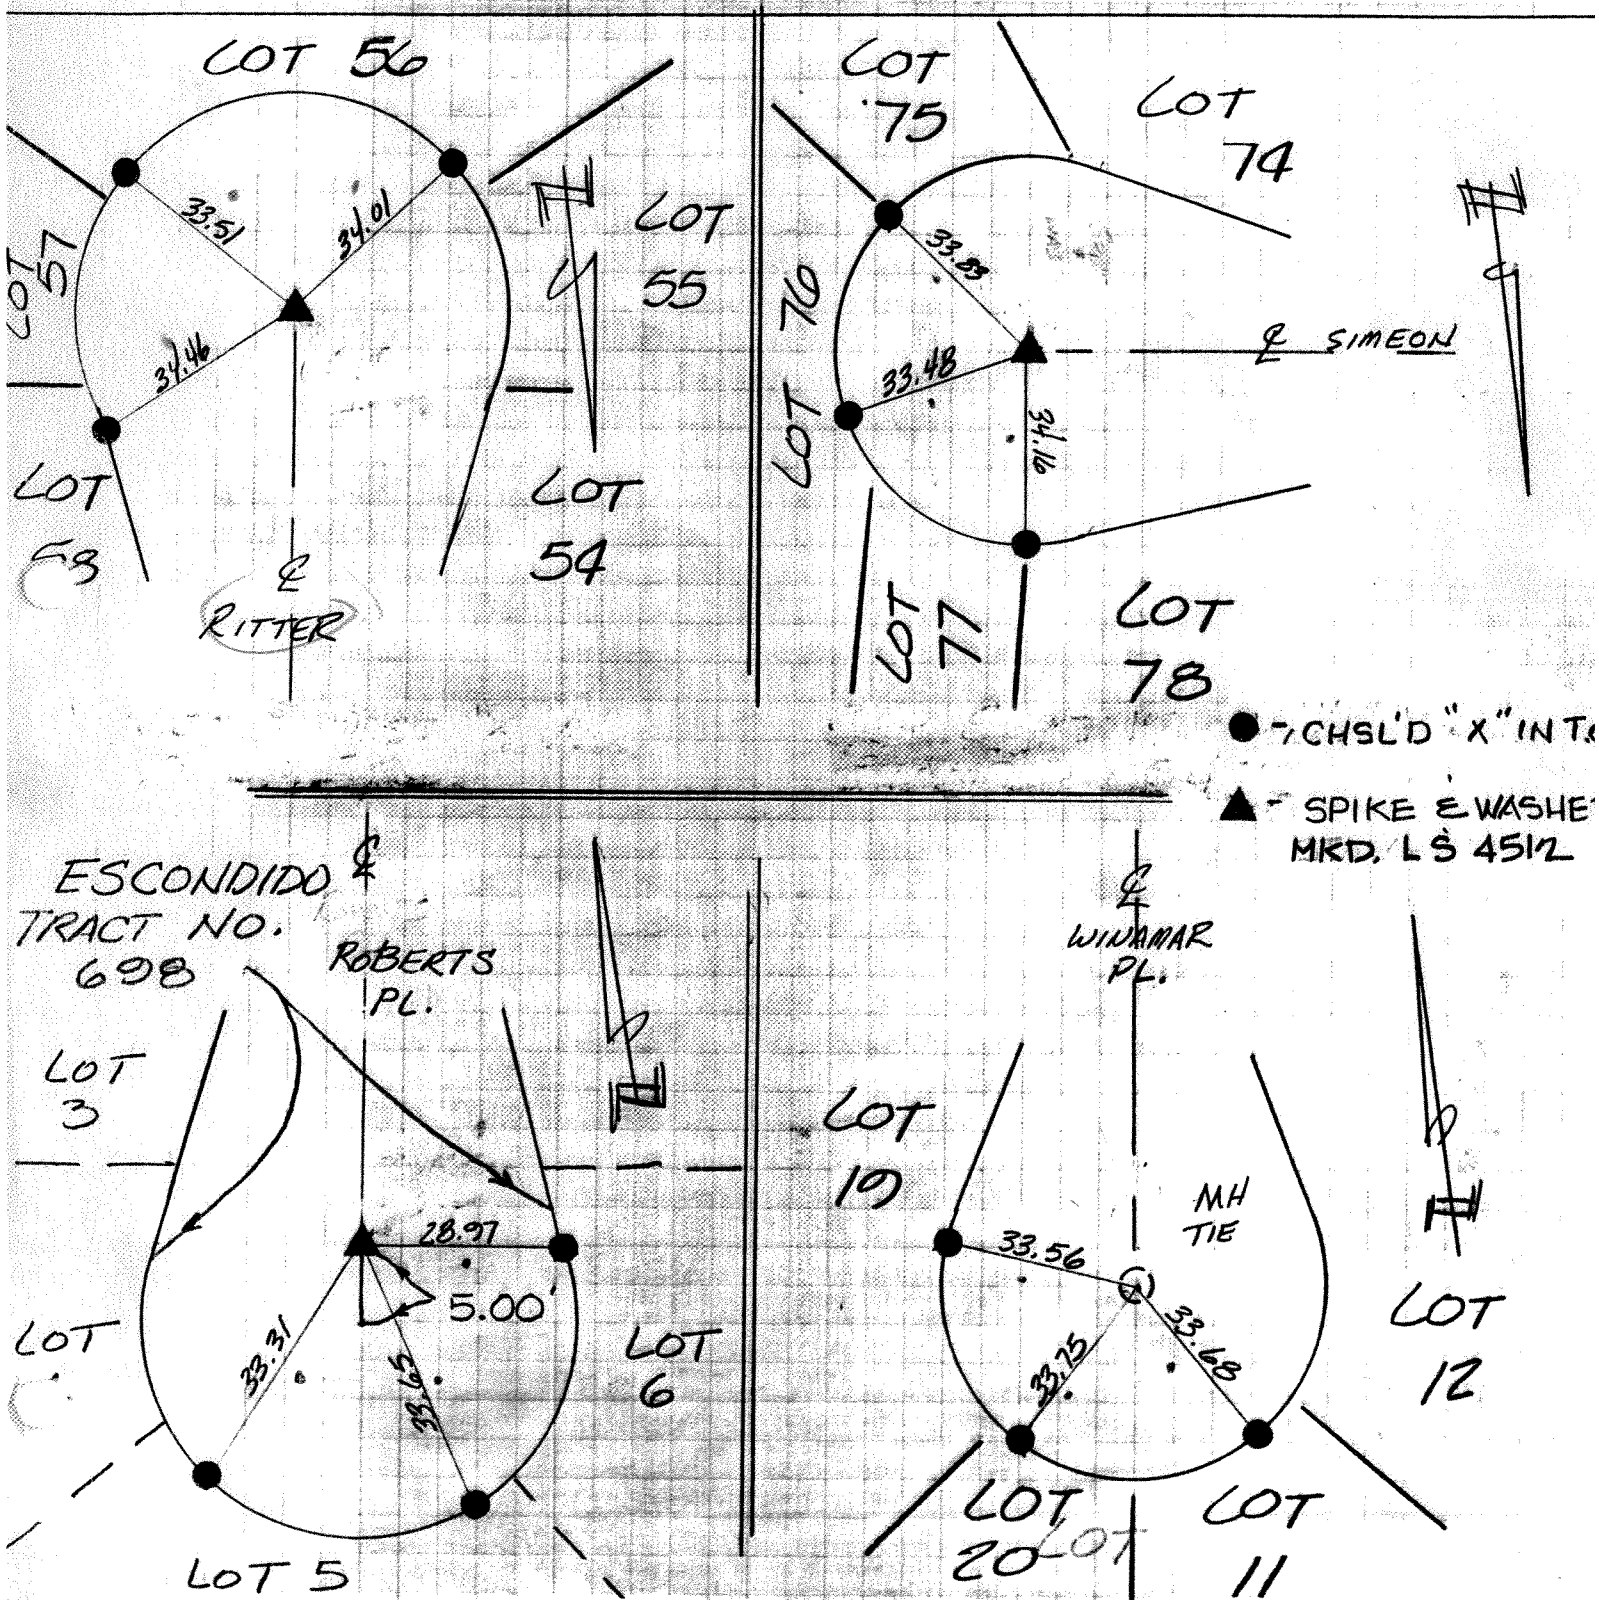 LOT 56
33.51
34.01
34.46
LOT
57
LOT
55
LOT
54
LOT
℄
RITTER
LOT
75
LOT
74
33.83
33.48
34.16
LOT 76
℄ SIMEON
LOT
77
LOT
78
- CHSL'D "X" IN T.
- SPIKE & WASHE
MKD. LS 4512
ESCONDIDO
TRACT NO.
698
℄
ROBERTS
PL.
LOT
3
28.97
5.00'
33.31
33.65
LOT
LOT
6
LOT 5
℄
WINAMAR
PL.
LOT
19
MH
TIE
33.56
33.75
33.68
LOT
12
LOT
20
LOT
LOT
11